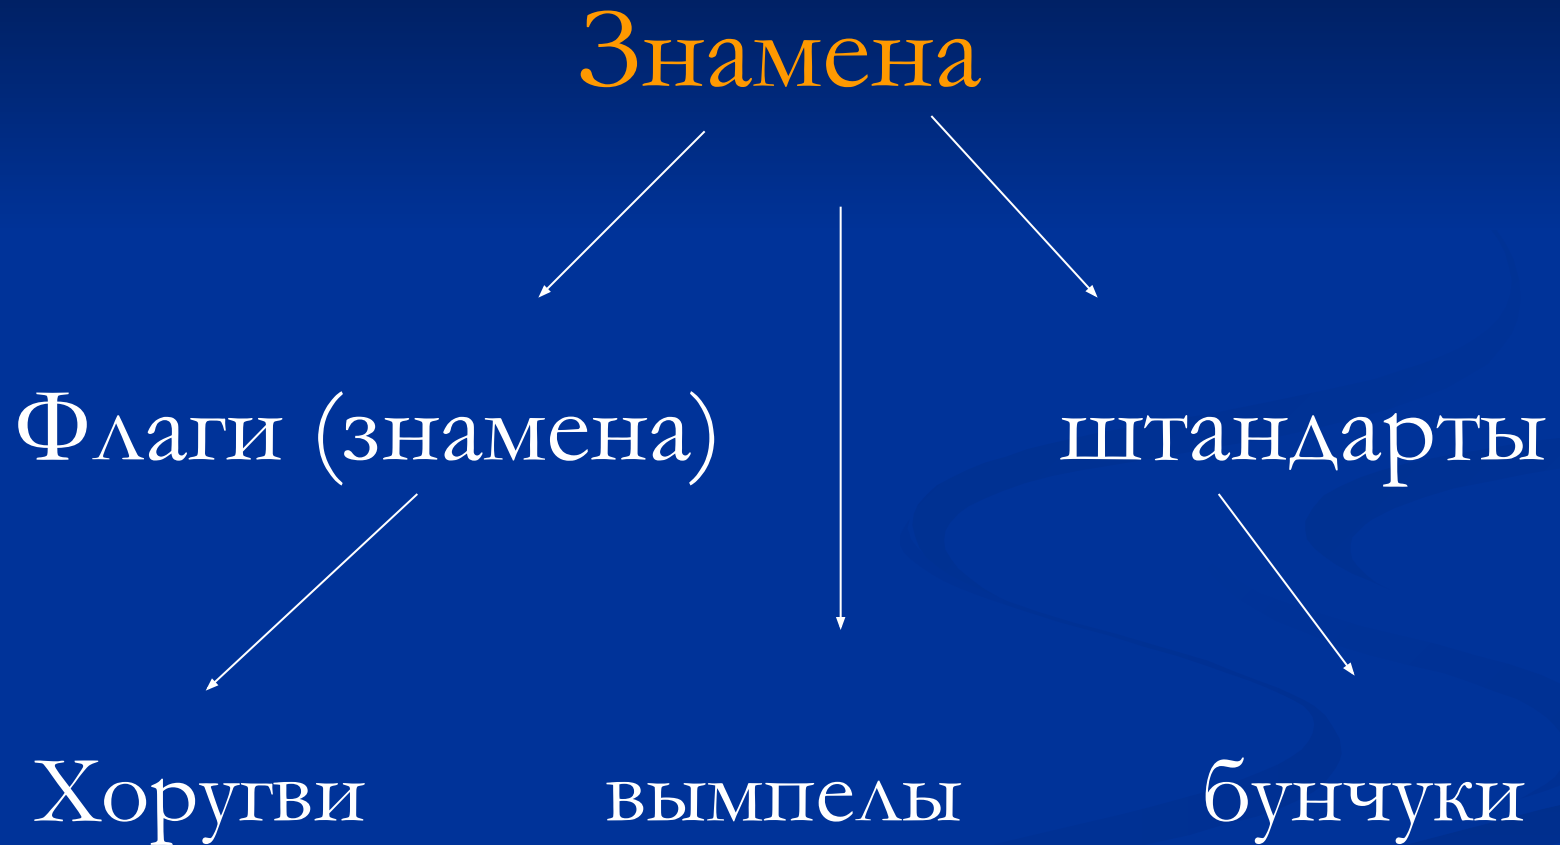 Знамена
Флаги (знамена) штандарты
Хоругви вымпелы бунчуки